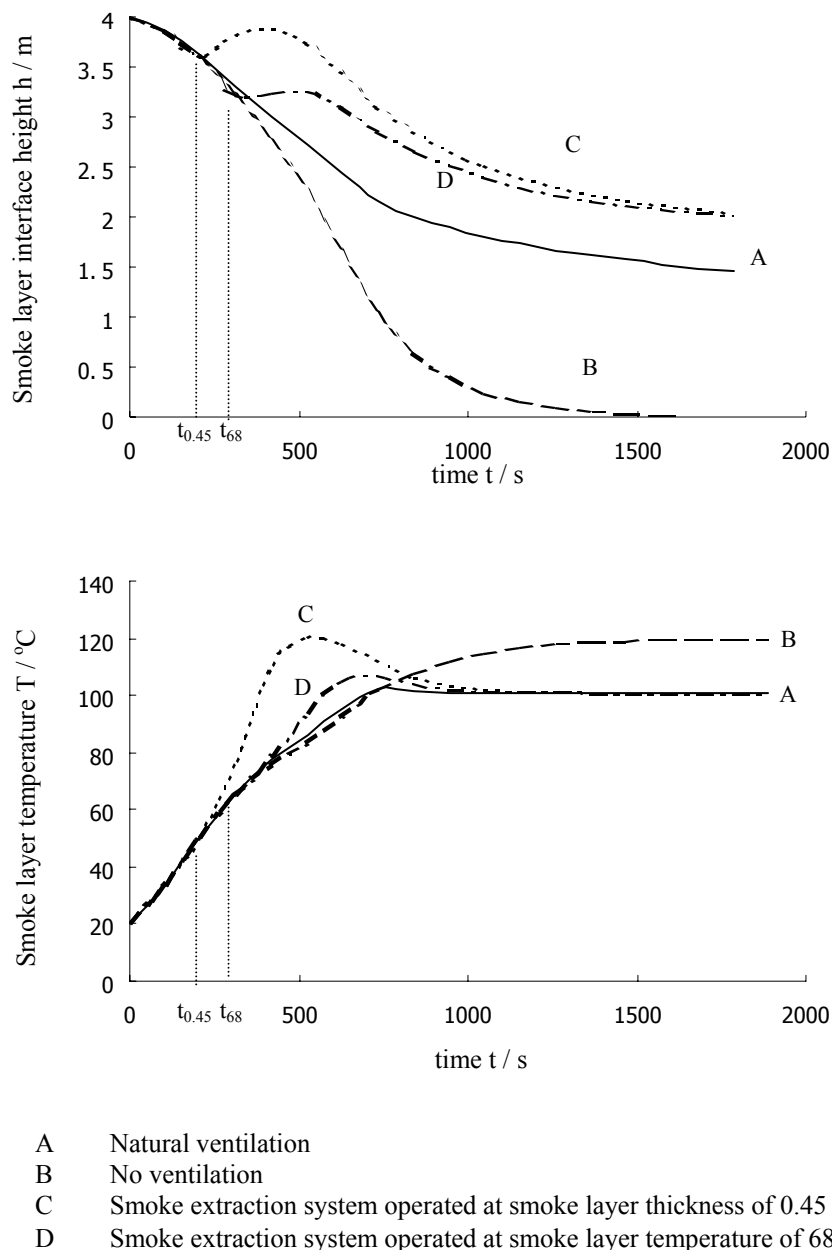 4
3.5
3
2.5
2
1.5
1
0.5
0
Smoke layer interface height h / m
C
D
A
B
t0.45 t68
0 500 1000 1500 2000
time t / s
140
120
100
80
60
40
20
0
Smoke layer temperature T / ºC
C
B
D
A
0 500 1000 1500 2000
t0.45 t68
time t / s
A Natural ventilation
B No ventilation
C Smoke extraction system operated at smoke layer thickness of 0.45
D Smoke extraction system operated at smoke layer temperature of 68